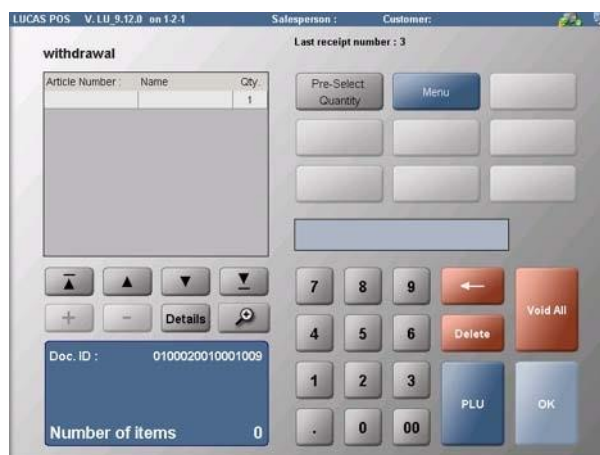 LUCAS POS V. LU_9.12.0 on 1-2-1 Salesperson : Customer:
withdrawal
Last receipt number : 3
Article Number : Name Qty.
1
Pre-Select
Quantity
Menu
7 8 9
Void All
Details
4 5 6 Delete
Doc. ID : 0100020010001009
1 2 3
PLU OK
Number of items 0
. 0 00